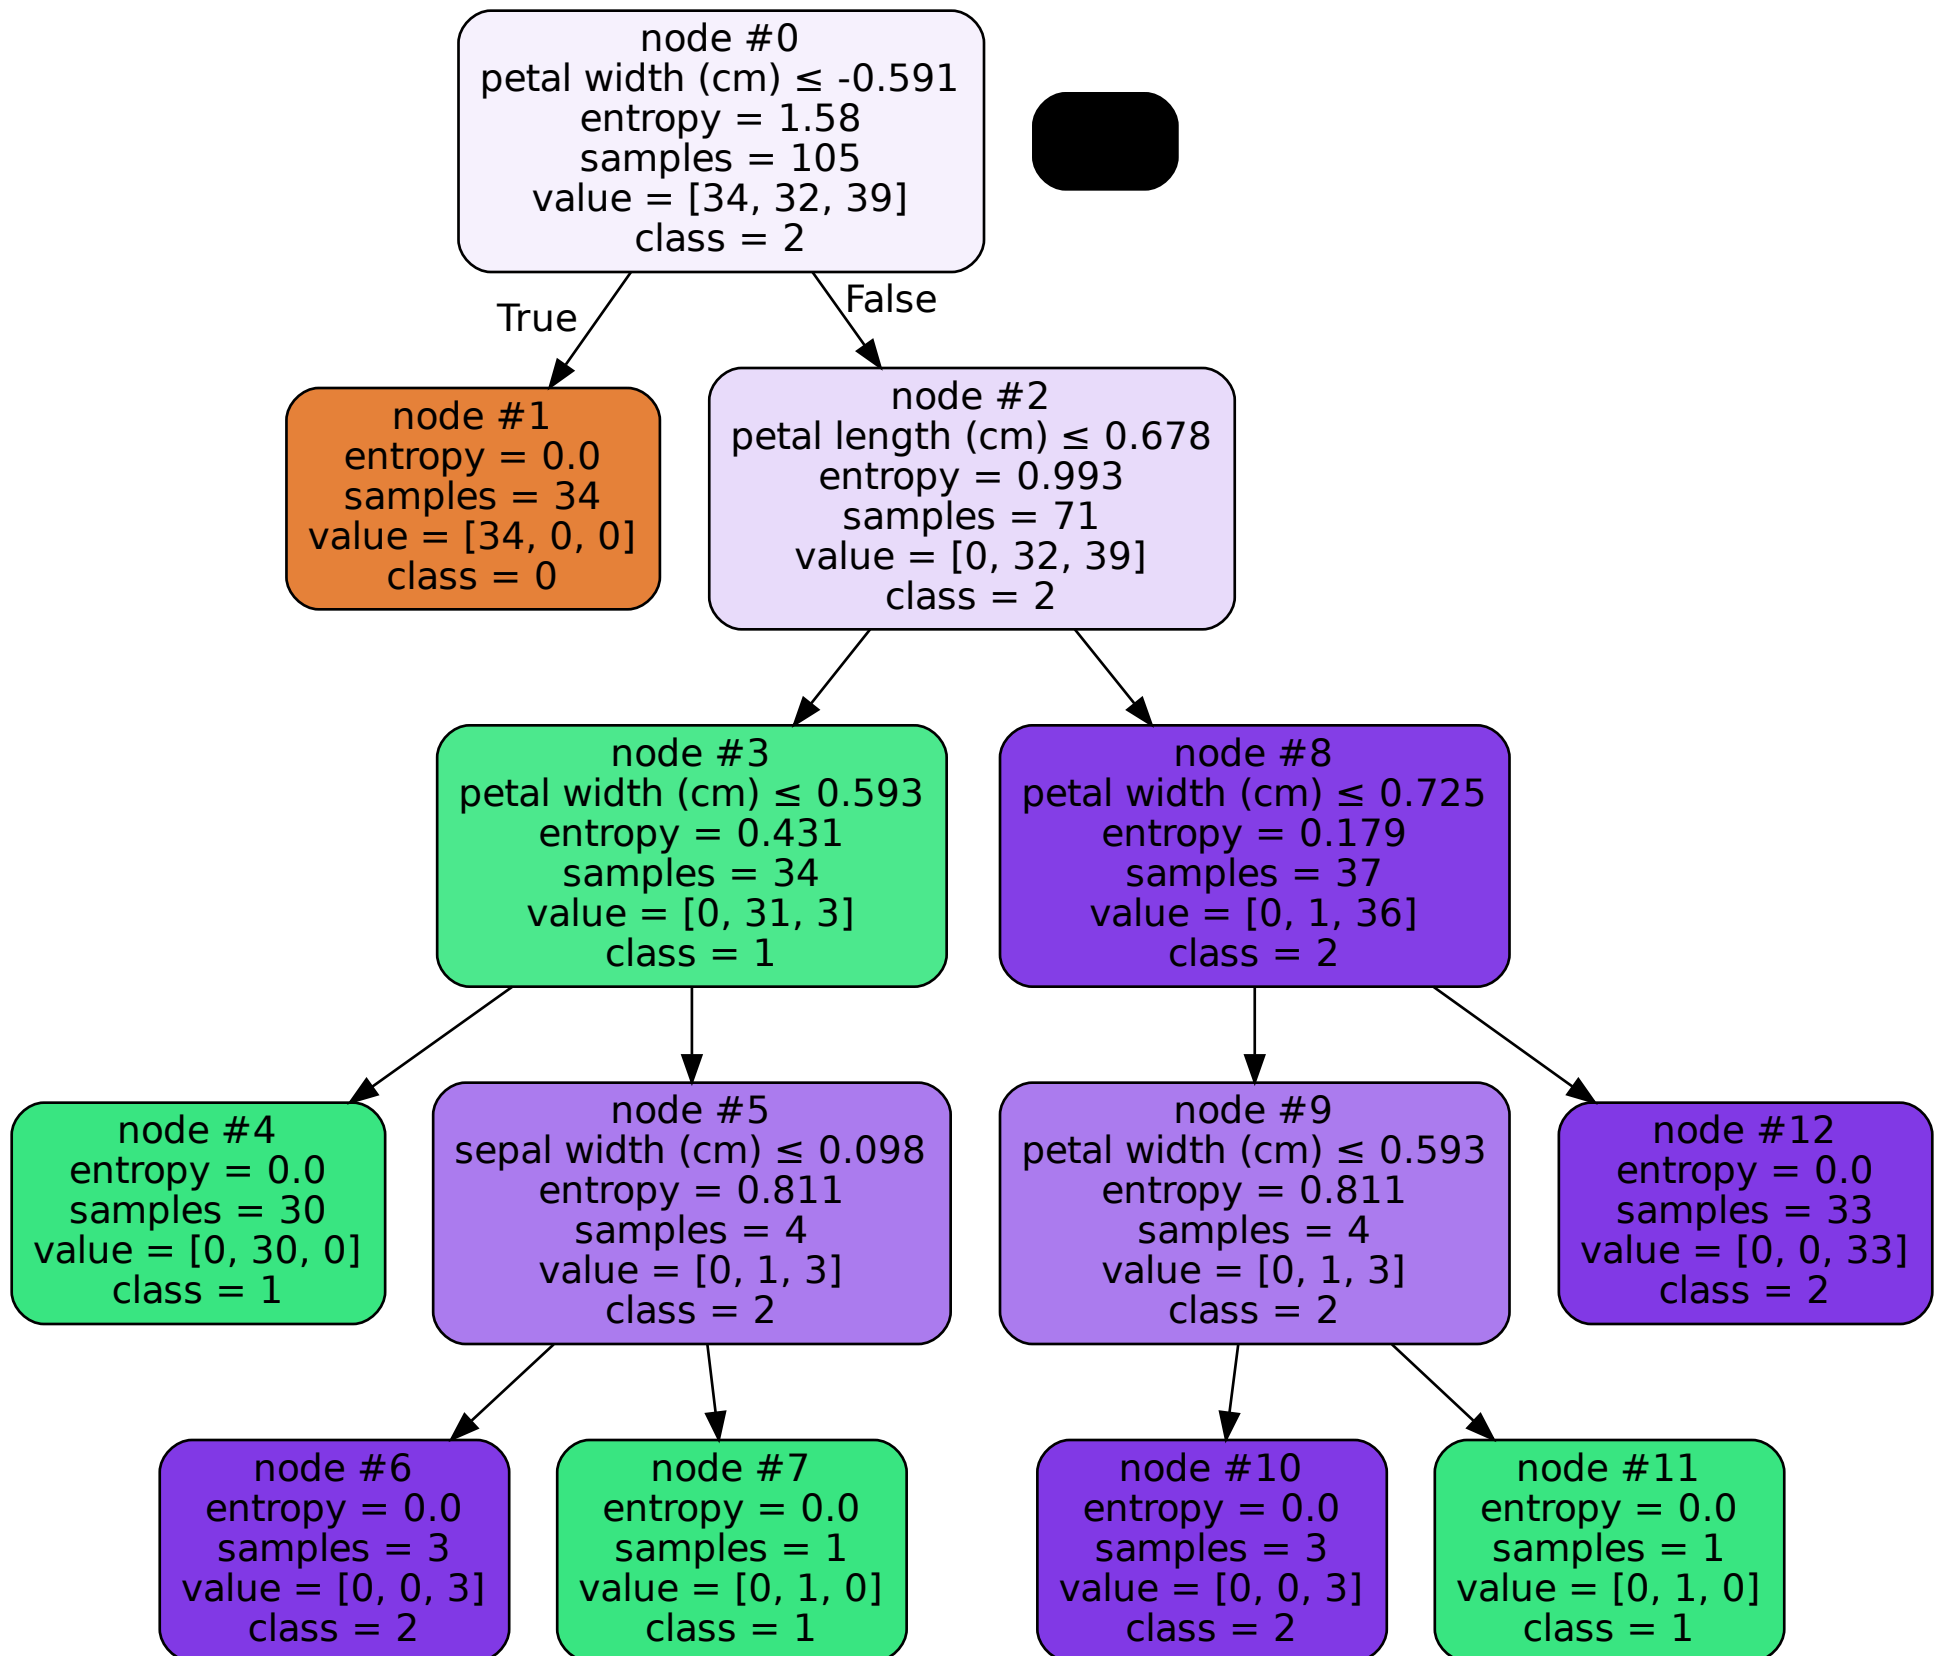 node #0
petal width (cm) ≤ -0.591
entropy = 1.58
samples = 105
value = [34, 32, 39]
class = 2
True
False
node #1
entropy = 0.0
samples = 34
value = [34, 0, 0]
class = 0
node #2
petal length (cm) ≤ 0.678
entropy = 0.993
samples = 71
value = [0, 32, 39]
class = 2
node #3
petal width (cm) ≤ 0.593
entropy = 0.431
samples = 34
value = [0, 31, 3]
class = 1
node #8
petal width (cm) ≤ 0.725
entropy = 0.179
samples = 37
value = [0, 1, 36]
class = 2
node #4
entropy = 0.0
samples = 30
value = [0, 30, 0]
class = 1
node #5
sepal width (cm) ≤ 0.098
entropy = 0.811
samples = 4
value = [0, 1, 3]
class = 2
node #9
petal width (cm) ≤ 0.593
entropy = 0.811
samples = 4
value = [0, 1, 3]
class = 2
node #12
entropy = 0.0
samples = 33
value = [0, 0, 33]
class = 2
node #6
entropy = 0.0
samples = 3
value = [0, 0, 3]
class = 2
node #7
entropy = 0.0
samples = 1
value = [0, 1, 0]
class = 1
node #10
entropy = 0.0
samples = 3
value = [0, 0, 3]
class = 2
node #11
entropy = 0.0
samples = 1
value = [0, 1, 0]
class = 1